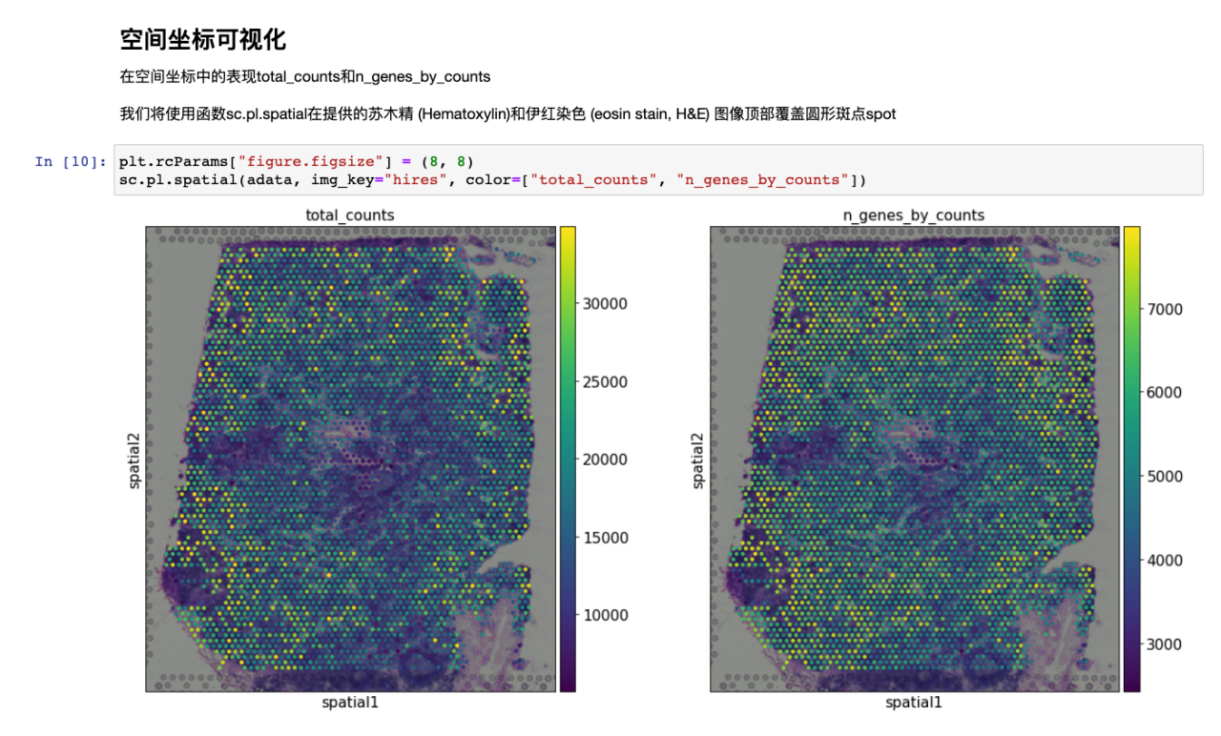 空间坐标可视化
在空间坐标中的表现total_counts和n_genes_by_counts
我们将使用函数sc.pl.spatial在提供的苏木精 (Hematoxylin)和伊红染色 (eosin stain, H&E) 图像顶部覆盖圆形斑点spot
In [10]: plt.rcParams["figure.figsize"] = (8, 8)
sc.pl.spatial(adata, img_key="hires", color=["total_counts", "n_genes_by_counts"])
total_counts
30000
25000
20000
15000
10000
spatial2
spatial1
n_genes_by_counts
7000
6000
5000
4000
3000
spatial2
spatial1